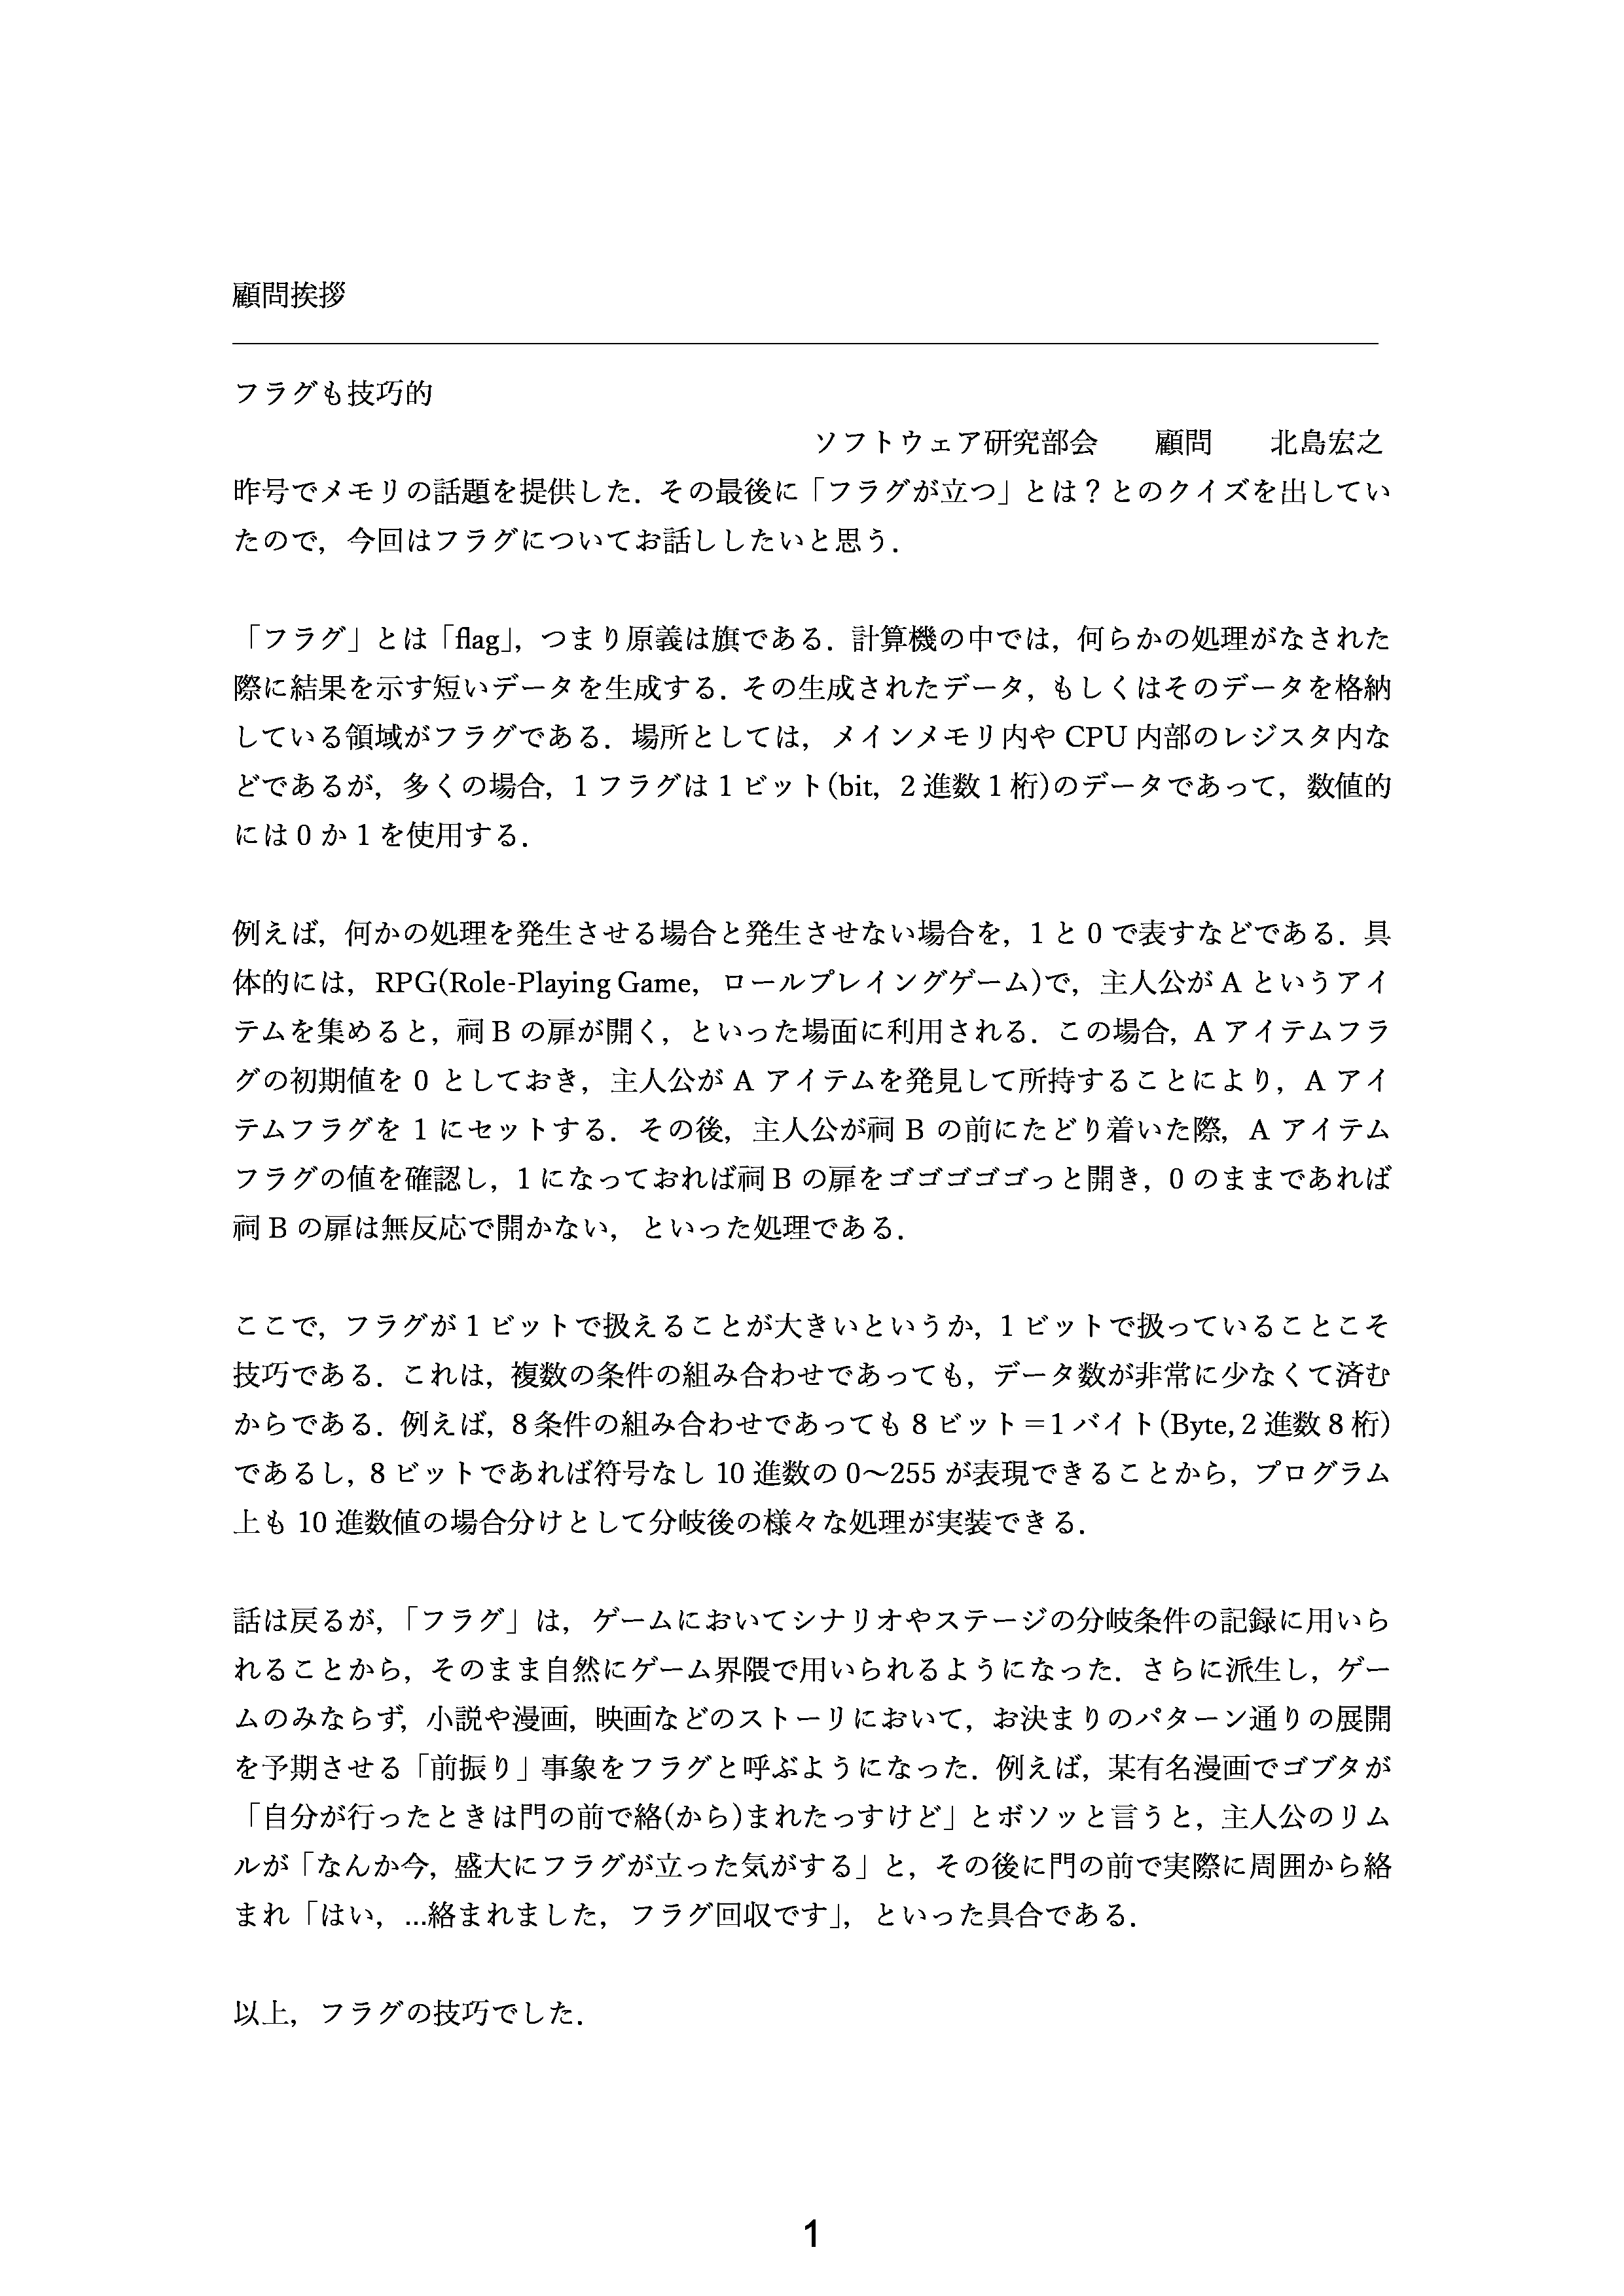 顧問挨拶
フラグも技巧的
ソフトウェア研究部会　　顧問　　北島宏之
昨号でメモリの話題を提供した．その最後に「フラグが立つ」とは？とのクイズを出してい
たので，今回はフラグについてお話ししたいと思う．
「フラグ」とは「flag」，つまり原義は旗である．計算機の中では，何らかの処理がなされた
際に結果を示す短いデータを生成する．その生成されたデータ，もしくはそのデータを格納
している領域がフラグである．場所としては，メインメモリ内や CPU 内部のレジスタ内な
どであるが，多くの場合，1 フラグは 1 ビット(bit，2 進数 1 桁)のデータであって，数値的
には 0 か 1 を使用する．
例えば，何かの処理を発生させる場合と発生させない場合を，1 と 0 で表すなどである．具
体的には，RPG(Role-Playing Game，ロールプレイングゲーム)で，主人公が A というアイ
テムを集めると，祠 B の扉が開く，といった場面に利用される．この場合，A アイテムフラ
グの初期値を 0 としておき，主人公が A アイテムを発見して所持することにより，A アイ
テムフラグを 1 にセットする．その後，主人公が祠 B の前にたどり着いた際，A アイテム
フラグの値を確認し，1 になっておれば祠 B の扉をゴゴゴゴゴっと開き，0 のままであれば
祠 B の扉は無反応で開かない，といった処理である．
ここで，フラグが 1 ビットで扱えることが大きいというか，1 ビットで扱っていることこそ
技巧である．これは，複数の条件の組み合わせであっても，データ数が非常に少なくて済む
からである．例えば，8 条件の組み合わせであっても 8 ビット＝1 バイト(Byte, 2 進数 8 桁)
であるし，8 ビットであれば符号なし 10 進数の 0～255 が表現できることから，プログラム
上も 10 進数値の場合分けとして分岐後の様々な処理が実装できる．
話は戻るが，「フラグ」は，ゲームにおいてシナリオやステージの分岐条件の記録に用いら
れることから，そのまま自然にゲーム界隈で用いられるようになった．さらに派生し，ゲー
ムのみならず，小説や漫画，映画などのストーリにおいて，お決まりのパターン通りの展開
を予期させる「前振り」事象をフラグと呼ぶようになった．例えば，某有名漫画でゴブタが
「自分が行ったときは門の前で絡(から)まれたっすけど」とボソッと言うと，主人公のリム
ルが「なんか今，盛大にフラグが立った気がする」と，その後に門の前で実際に周囲から絡
まれ「はい，…絡まれました，フラグ回収です」，といった具合である．
以上，フラグの技巧でした．
1